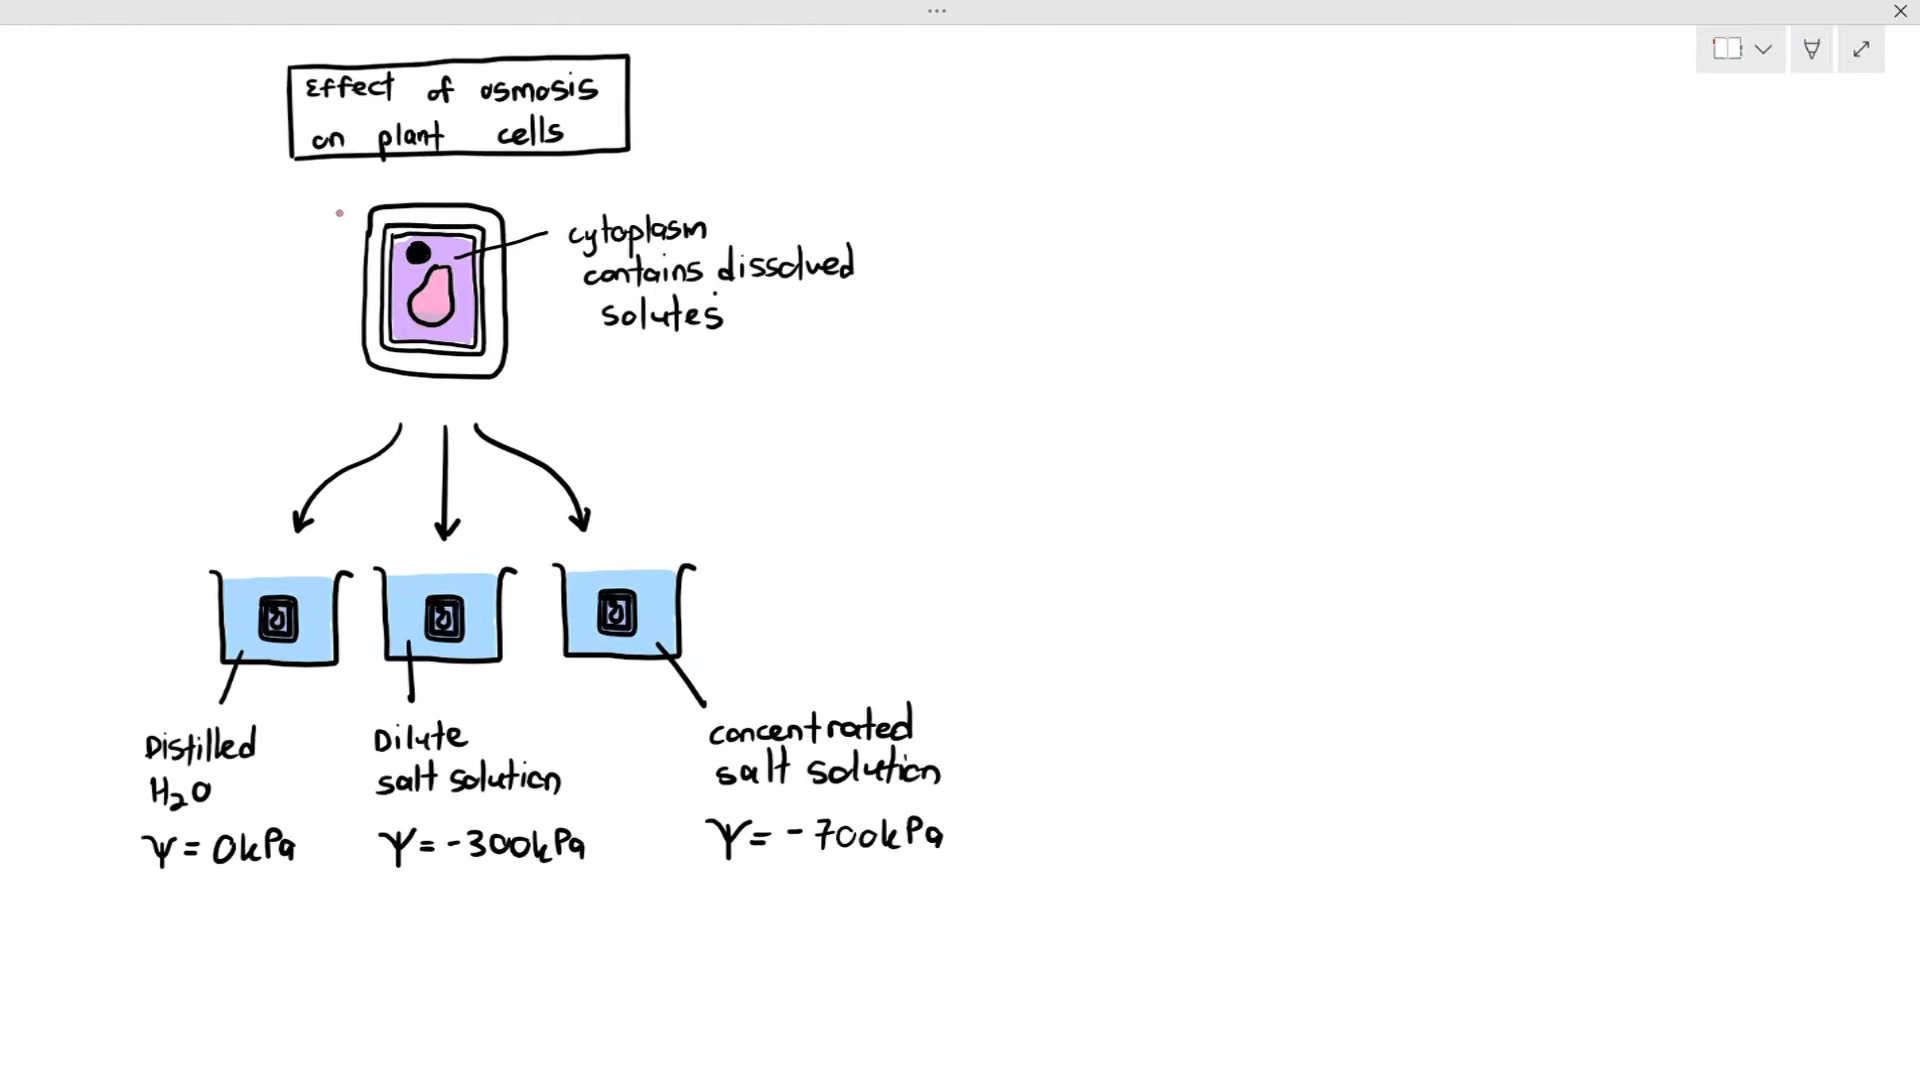 Effect of osmosis
on plant cells
cytoplasm
contains dissolved
solutes
Distilled
H₂O
Ψ = 0kPa
Dilute
salt solution
Ψ = -300kPa
concentrated
salt solution
Ψ = -700kPa